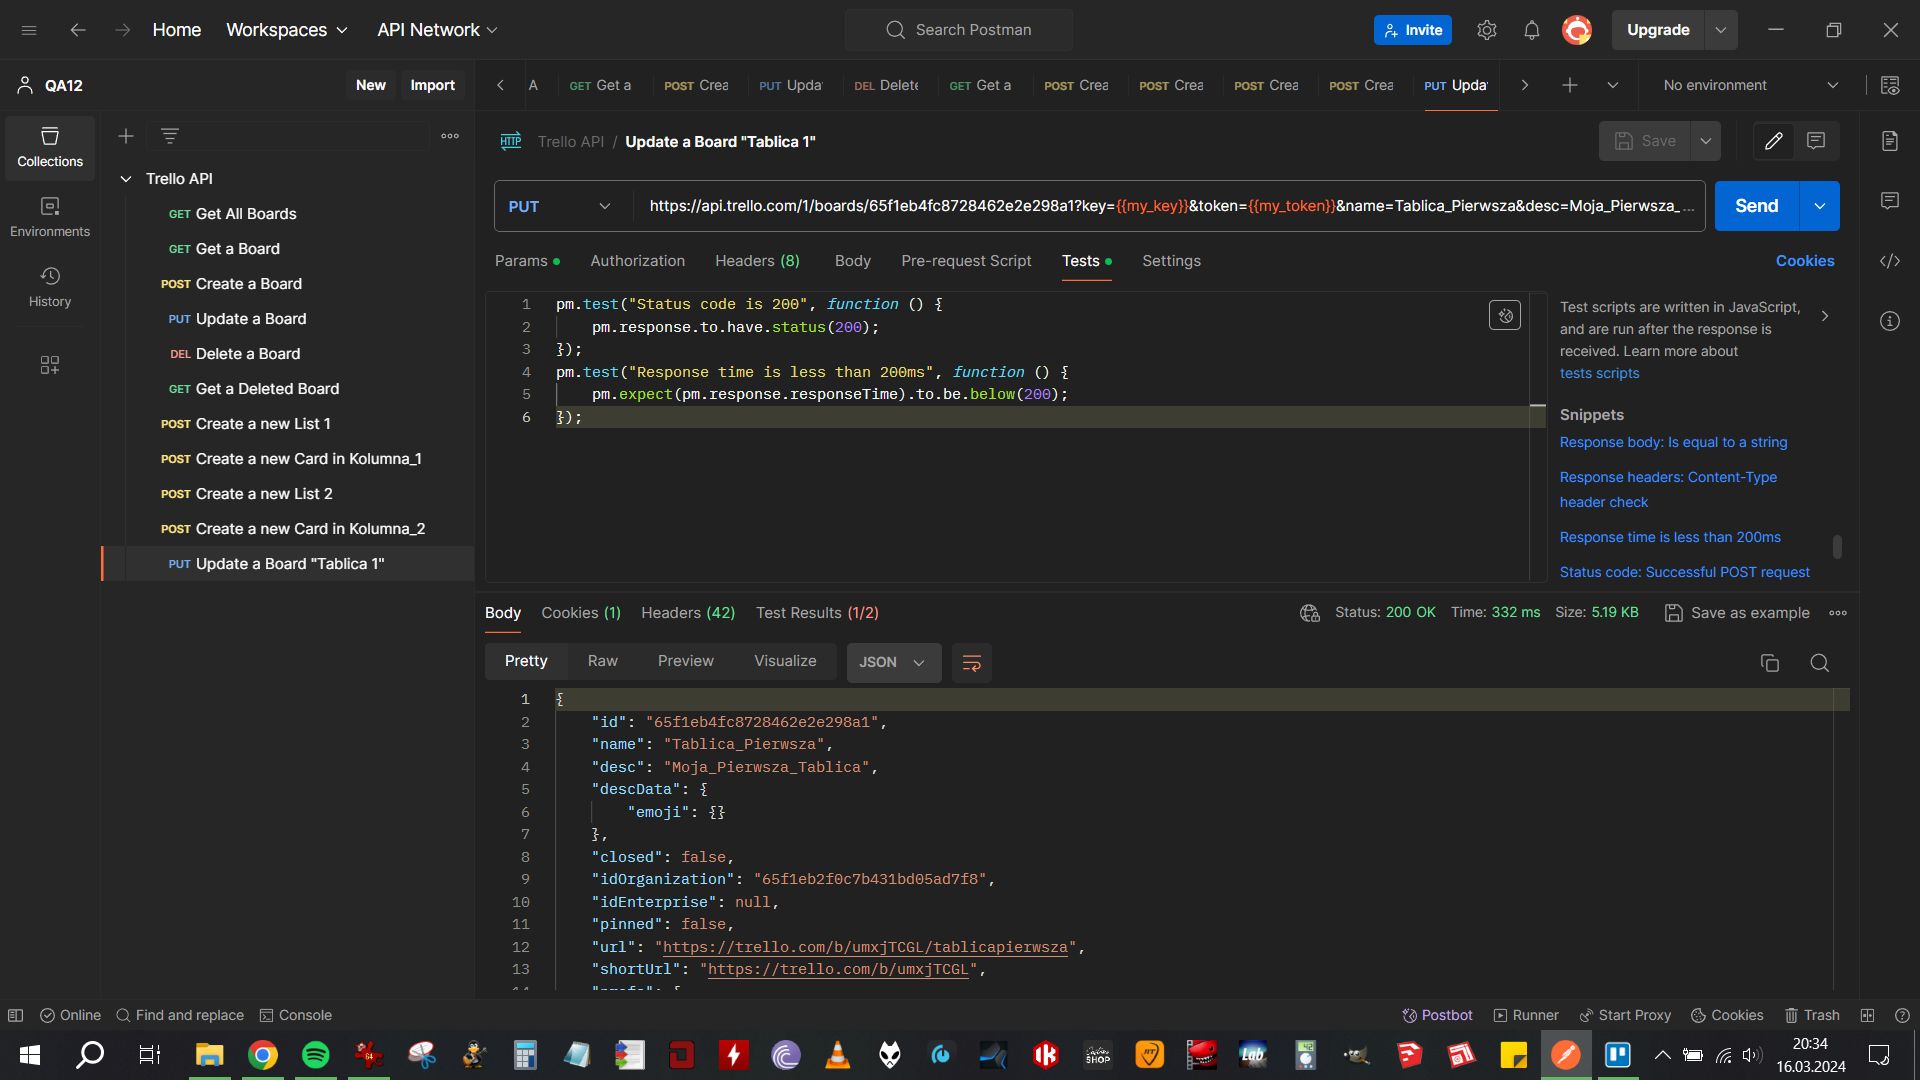 Home
Workspaces
API Network
Search Postman
Invite
Upgrade
QA12
New
Import
A
GET Get a
POST Crea
PUT Upda
DEL Delete
GET Get a
POST Crea
POST Crea
POST Crea
POST Crea
PUT Upda
No environment
Collections
Environments
History
Trello API
GET Get All Boards
GET Get a Board
POST Create a Board
PUT Update a Board
DEL Delete a Board
GET Get a Deleted Board
POST Create a new List 1
POST Create a new Card in Kolumna_1
POST Create a new List 2
POST Create a new Card in Kolumna_2
PUT Update a Board "Tablica 1"
HTTP Trello API / Update a Board "Tablica 1"
Save
PUT
https://api.trello.com/1/boards/65f1eb4fc8728462e2e298a1?key={{my_key}}&token={{my_token}}&name=Tablica_Pierwsza&desc=Moja_Pierwsza_...
Send
Params
Authorization
Headers (8)
Body
Pre-request Script
Tests
Settings
Cookies
1 pm.test("Status code is 200", function () {
2 pm.response.to.have.status(200);
3 });
4 pm.test("Response time is less than 200ms", function () {
5 pm.expect(pm.response.responseTime).to.be.below(200);
6 });
Test scripts are written in JavaScript,
and are run after the response is
received. Learn more about
tests scripts
Snippets
Response body: Is equal to a string
Response headers: Content-Type
header check
Response time is less than 200ms
Status code: Successful POST request
Body
Cookies (1)
Headers (42)
Test Results (1/2)
Status: 200 OK
Time: 332 ms
Size: 5.19 KB
Save as example
Pretty
Raw
Preview
Visualize
JSON
1 {
2 "id": "65f1eb4fc8728462e2e298a1",
3 "name": "Tablica_Pierwsza",
4 "desc": "Moja_Pierwsza_Tablica",
5 "descData": {
6 "emoji": {}
7 },
8 "closed": false,
9 "idOrganization": "65f1eb2f0c7b431bd05ad7f8",
10 "idEnterprise": null,
11 "pinned": false,
12 "url": "https://trello.com/b/umxjTCGL/tablicapierwsza",
13 "shortUrl": "https://trello.com/b/umxjTCGL",
Online
Find and replace
Console
Postbot
Runner
Start Proxy
Cookies
Trash
64
SHOP
Lab
20:34
16.03.2024